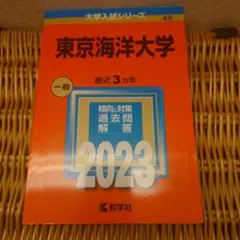 大学入試シリーズ
49
東京海洋大学
一般
最近3カ年
傾向と対策
過去問
解答
2023
教学社